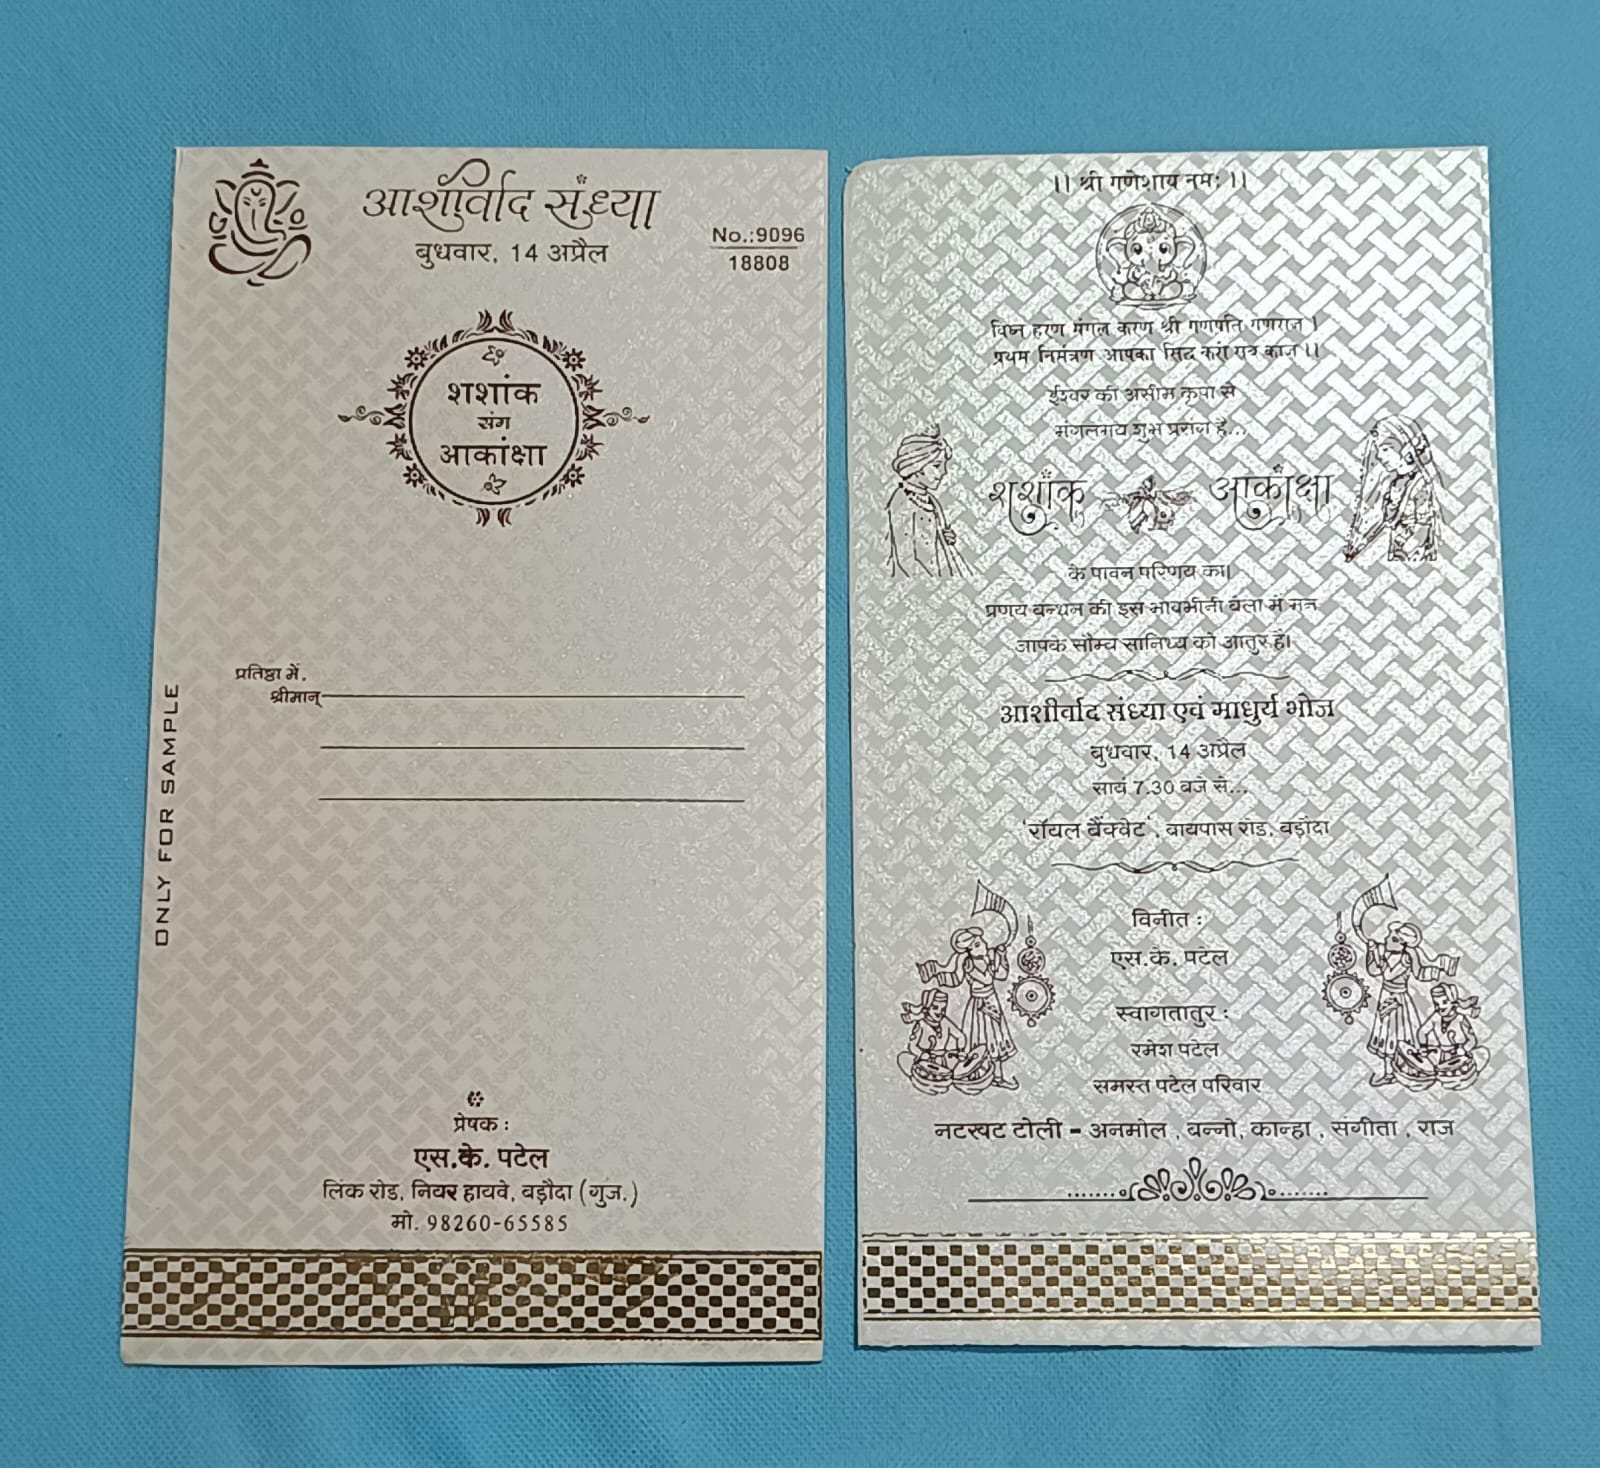 आशीर्वाद संध्या
बुधवार, 14 अप्रैल
No.:9096
18808
शशांक
संग
आकांक्षा
प्रतिष्ठा में,
श्रीमान्
ONLY FOR SAMPLE
प्रेषक :
एस.के. पटेल
लिंक रोड, नियर हायवे, बड़ौदा (गुज.)
मो. 98260-65585
।। श्री गणेशाय नमः ।।
विघ्न हरण मंगल करण श्री गणपति गणराज ।
प्रथम निमंत्रण आपका सिद्ध करो सब काज ।।
ईश्वर की असीम कृपा से
मंगलमय शुभ प्रसंग है...
शशांक आकांक्षा
के पावन परिणय का।
प्रणय बन्धन की इस भावभीनी बेला में मन
आपके सौम्य सानिध्य को आतुर है।
आशीर्वाद संध्या एवं माधुर्य भोज
बुधवार, 14 अप्रैल
सायं 7.30 बजे से...
'रॉयल बैंक्वेट', बायपास रोड, बड़ौदा
विनीत :
एस.के. पटेल
स्वागतातुर :
रमेश पटेल
समस्त पटेल परिवार
नटखट टोली - अनमोल , बन्नो, कान्हा , संगीता , राज